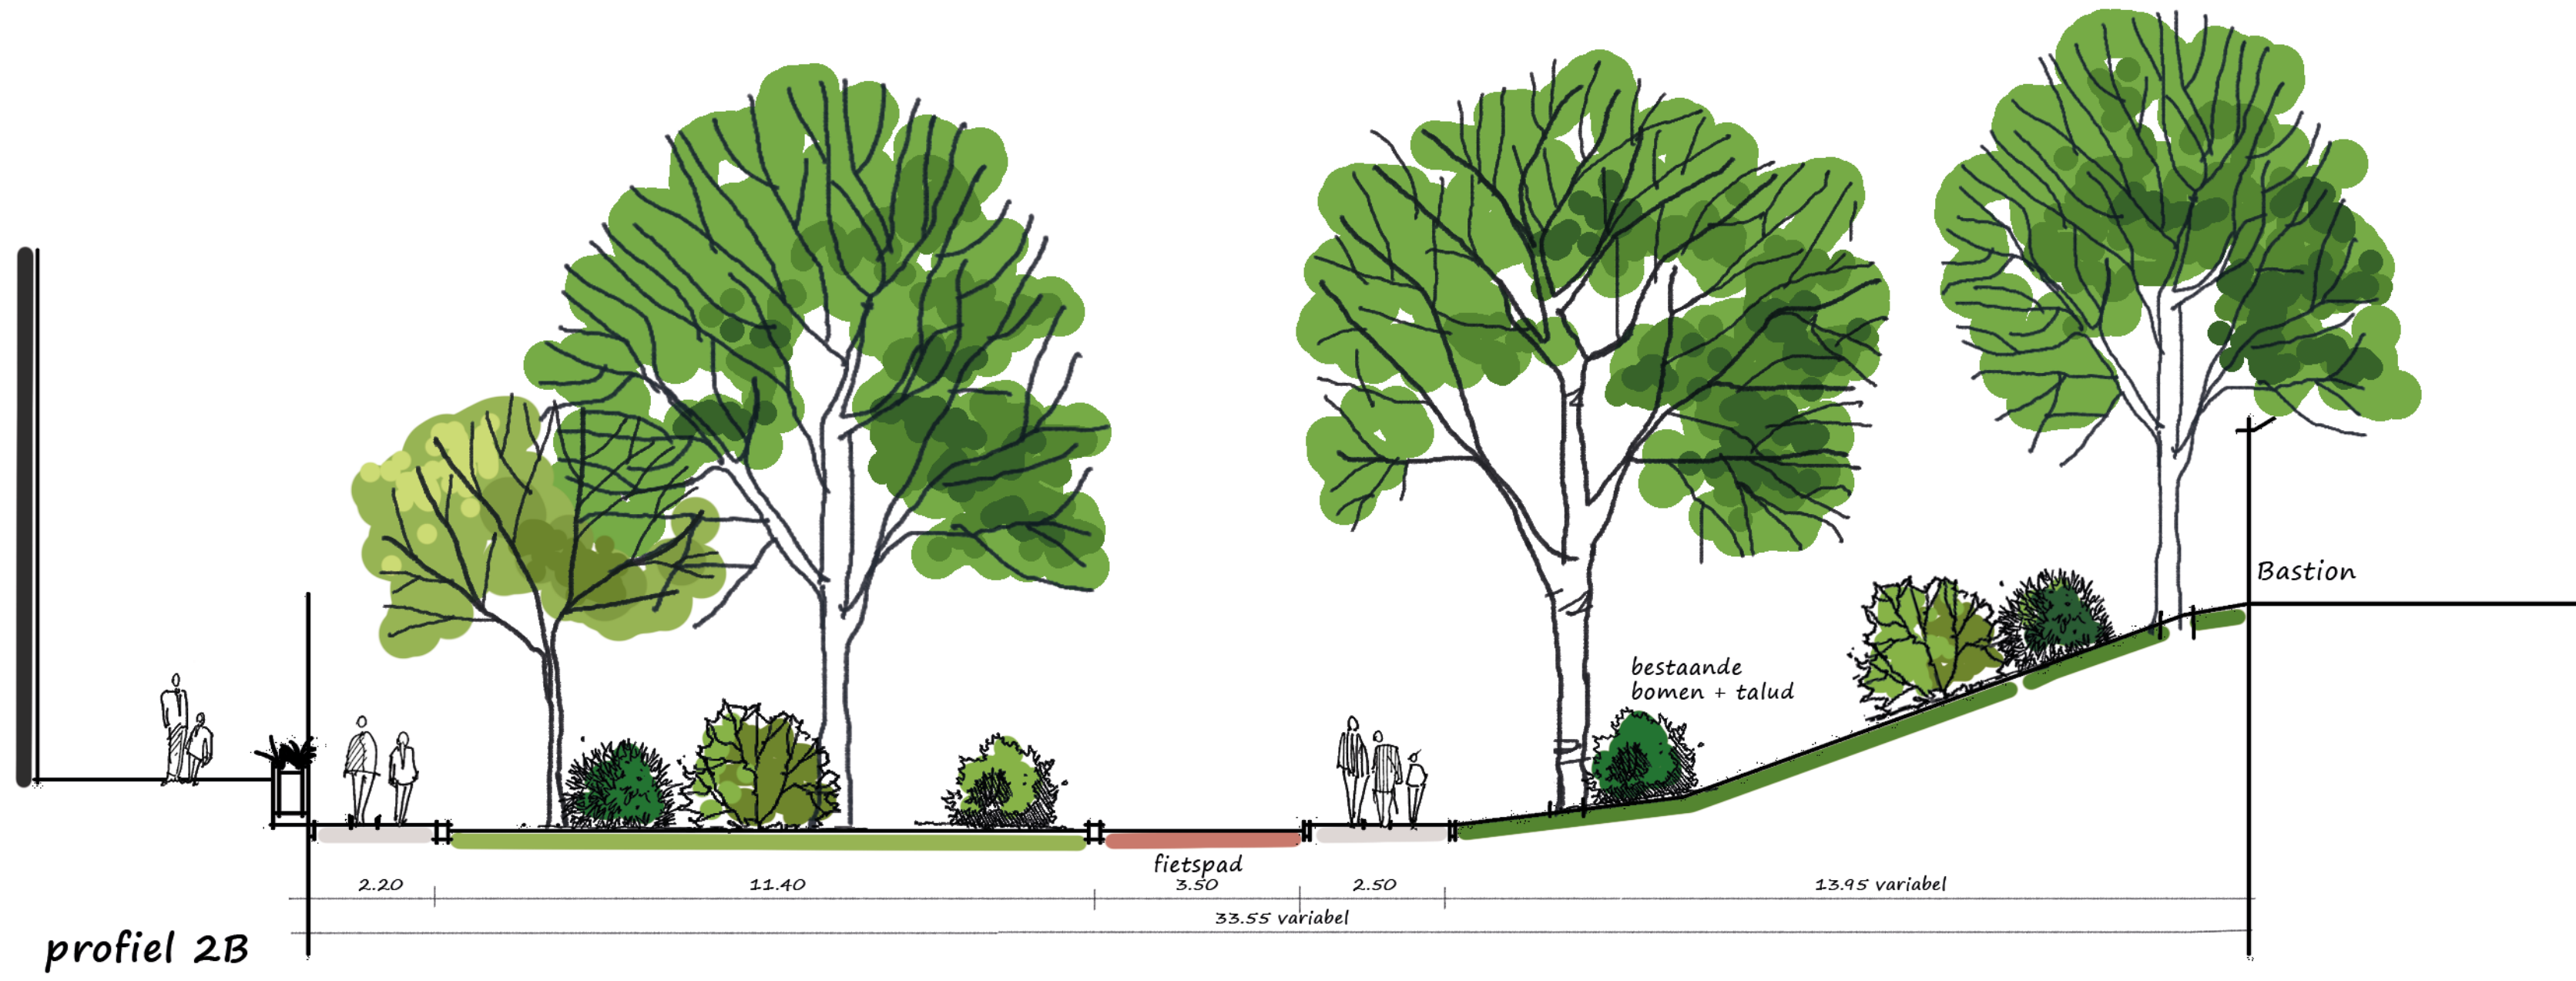 Bastion
bestaande
bomen + talud
fietspad
2.20
11.40
3.50
2.50
13.95 variabel
33.55 variabel
profiel 2B